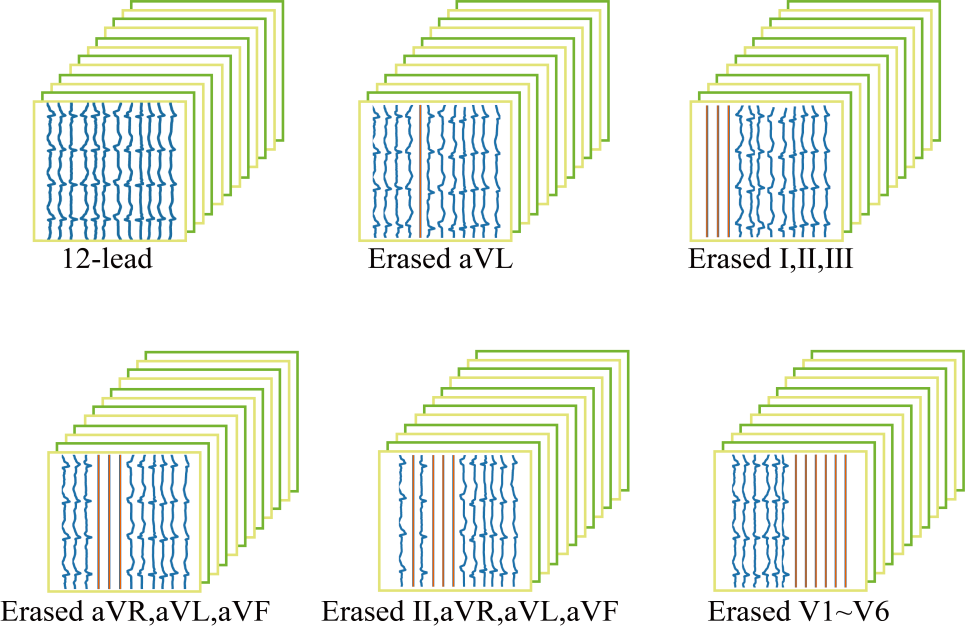 12-lead
Erased aVL
Erased I,II,III
Erased aVR,aVL,aVF
Erased II,aVR,aVL,aVF
Erased V1~V6